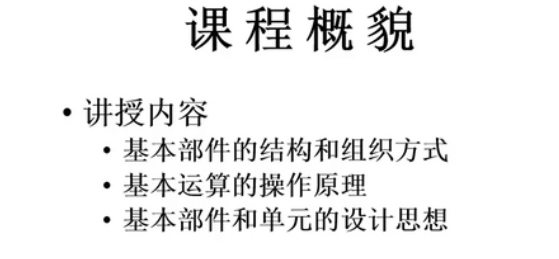 课程概貌
• 讲授内容
• 基本部件的结构和组织方式
• 基本运算的操作原理
• 基本部件和单元的设计思想